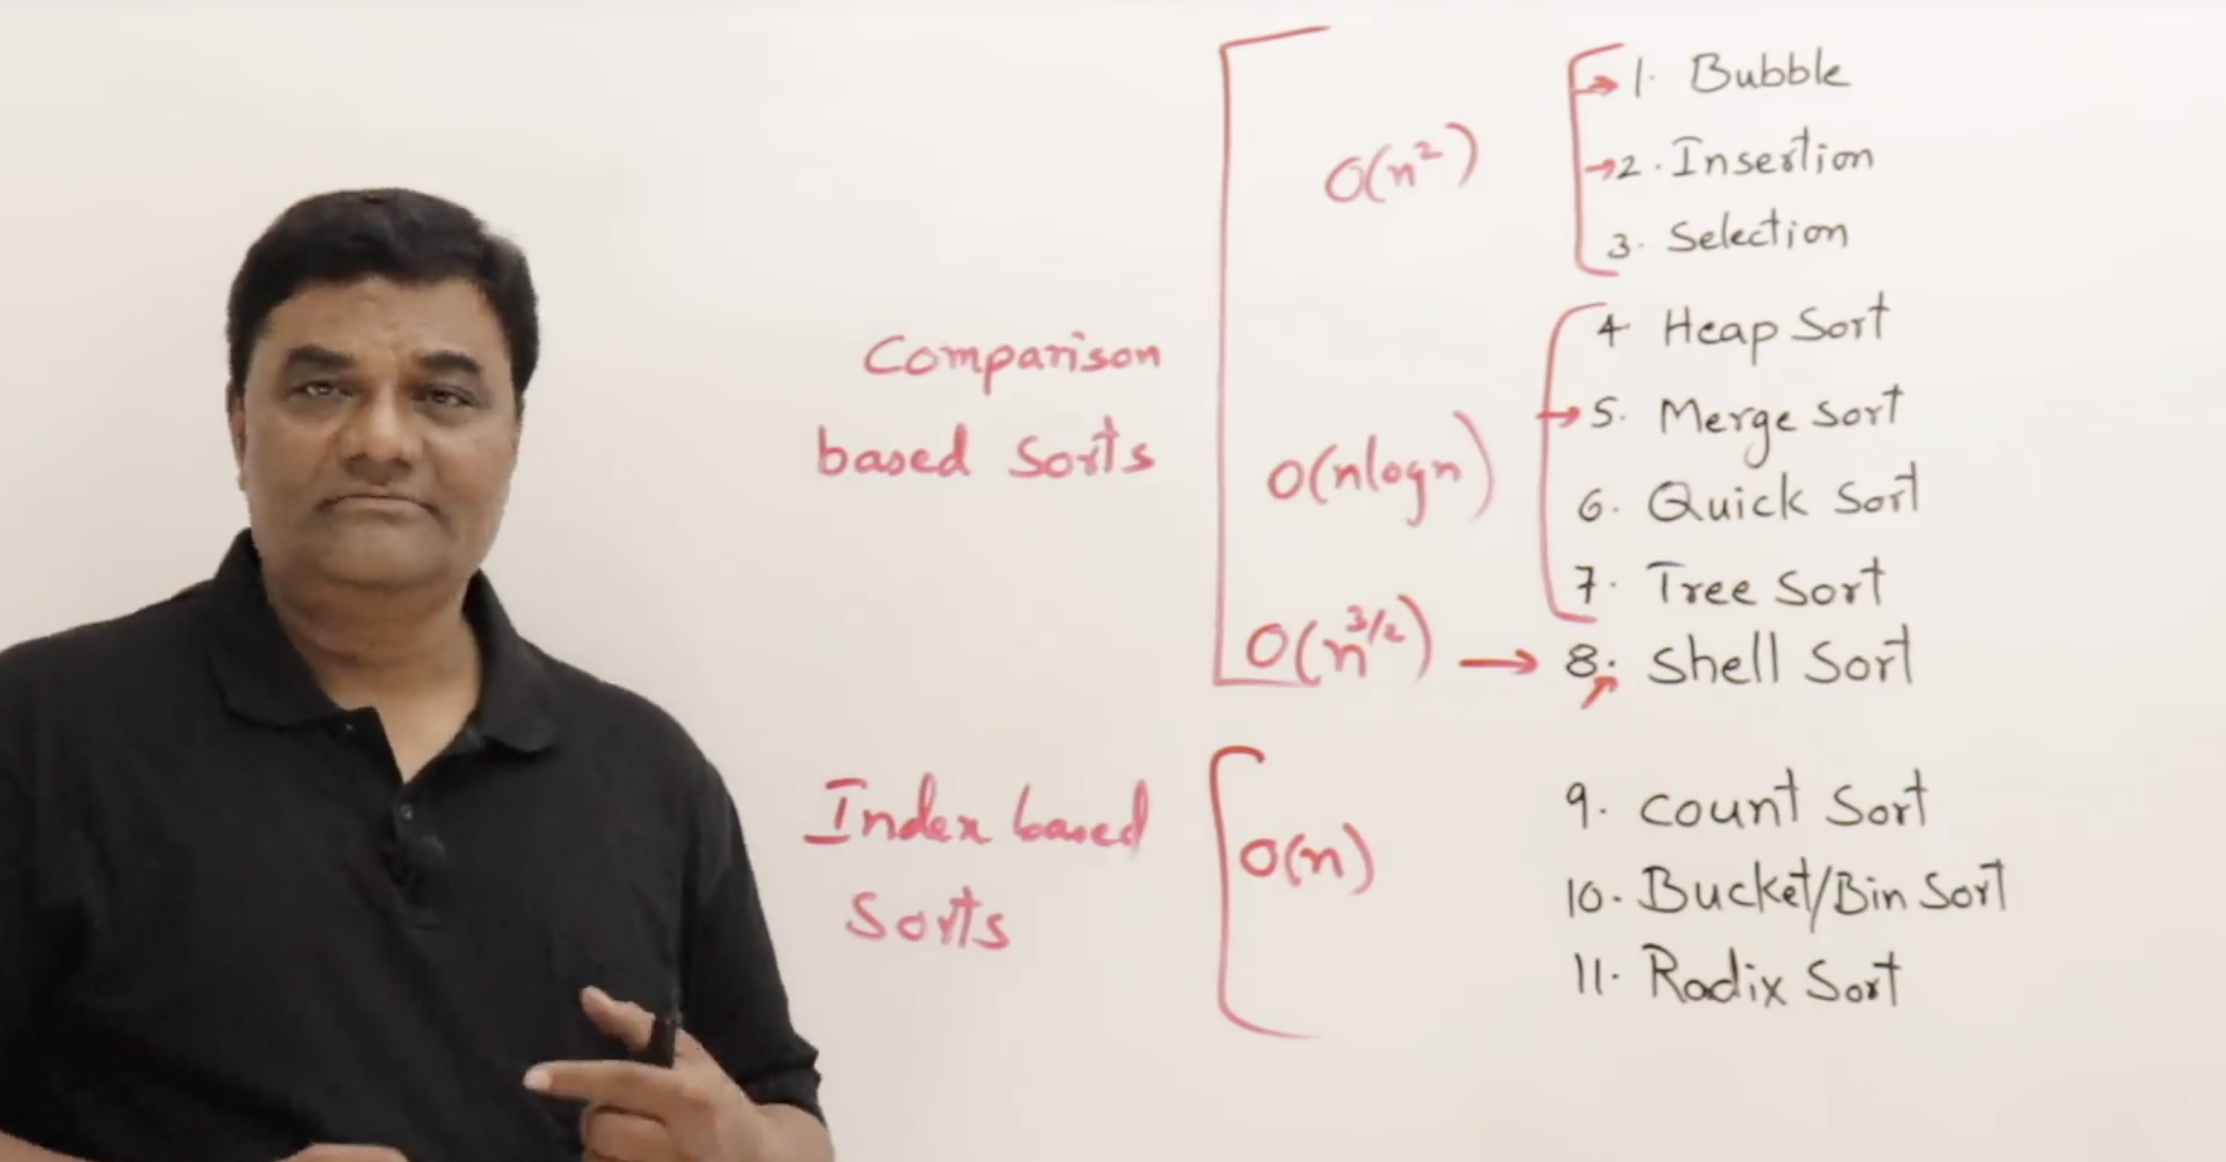 O(n²)
1. Bubble
2. Insertion
3. Selection
Comparison
based Sorts
O(nlogn)
4 Heap Sort
5. Merge Sort
6. Quick Sort
7. Tree Sort
O(n^3/2) → 8. Shell Sort
Index based
Sorts
O(n)
9. Count Sort
10. Bucket/Bin Sort
11. Radix Sort